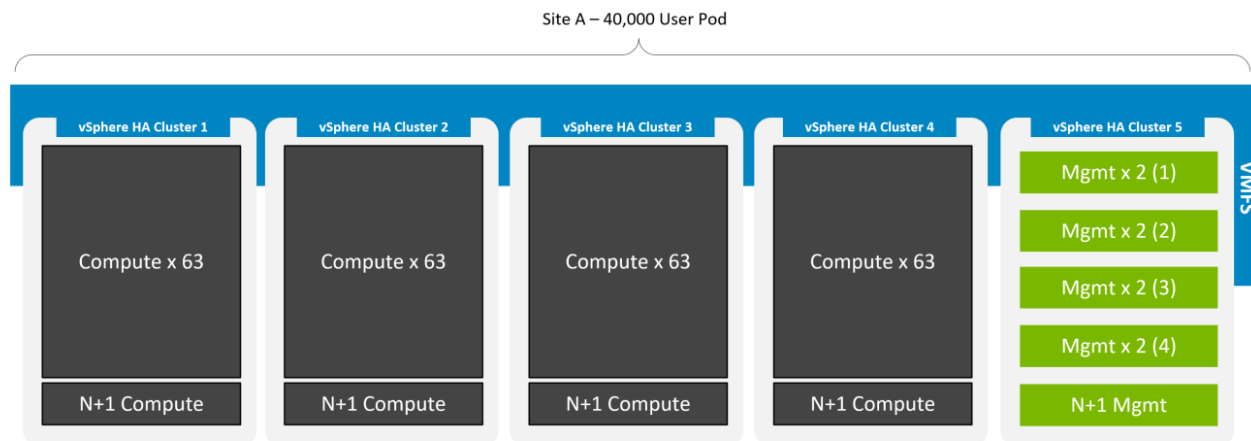 Site A – 40,000 User Pod
vSphere HA Cluster 1
vSphere HA Cluster 2
vSphere HA Cluster 3
vSphere HA Cluster 4
vSphere HA Cluster 5
Compute x 63
Compute x 63
Compute x 63
Compute x 63
Mgmt x 2 (1)
Mgmt x 2 (2)
Mgmt x 2 (3)
Mgmt x 2 (4)
N+1 Compute
N+1 Compute
N+1 Compute
N+1 Compute
N+1 Mgmt
VMFS